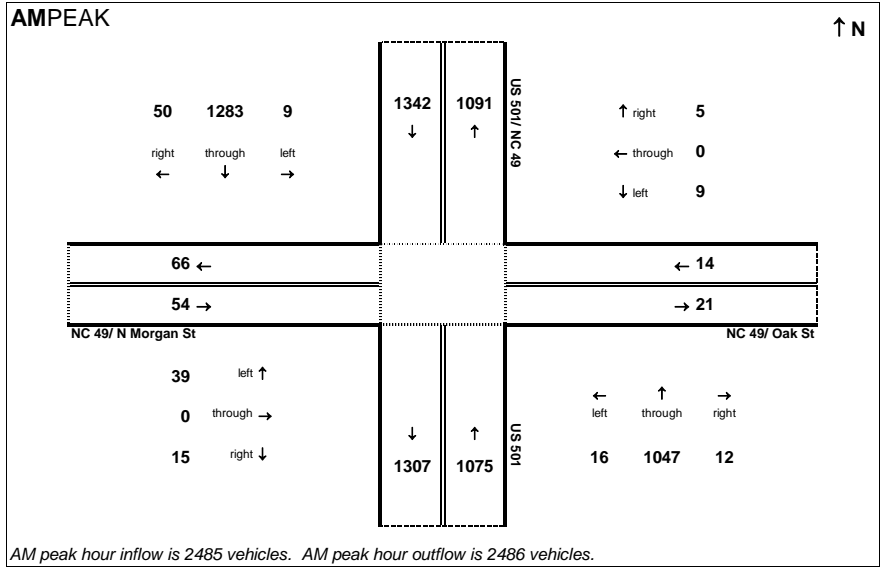 AMPEAK
↑ N
50 1283 9
right through left
← ↓ →
1342 1091
↓ ↑
US 501/ NC 49
↑ right 5
← through 0
↓ left 9
66 ←
54 →
← 14
→ 21
NC 49/ N Morgan St
NC 49/ Oak St
39 left ↑
0 through →
15 right ↓
↓ ↑
1307 1075
US 501
← ↑ →
left through right
16 1047 12
AM peak hour inflow is 2485 vehicles. AM peak hour outflow is 2486 vehicles.